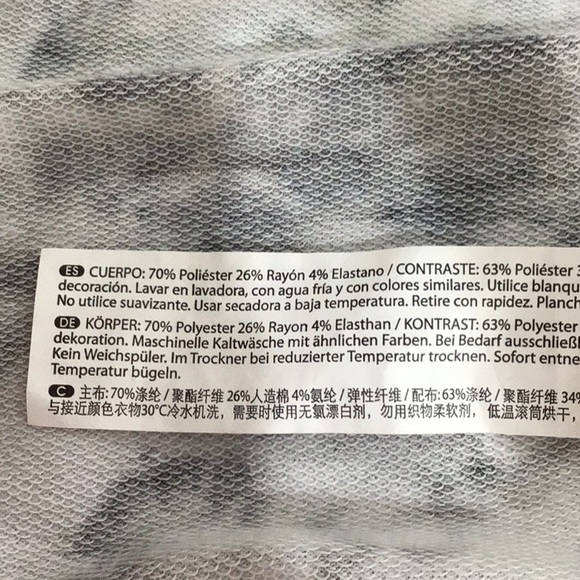 ES CUERPO: 70% Poliéster 26% Rayón 4% Elastano / CONTRASTE: 63% Poliéster 3
decoración. Lavar en lavadora, con agua fría y con colores similares. Utilice blanqu
No utilice suavizante. Usar secadora a baja temperatura. Retire con rapidez. Planch
DE KÖRPER: 70% Polyester 26% Rayon 4% Elasthan / KONTRAST: 63% Polyester
dekoration. Maschinelle Kaltwäsche mit ähnlichen Farben. Bei Bedarf ausschließl
Kein Weichspüler. Im Trockner bei reduzierter Temperatur trocknen. Sofort entne
Temperatur bügeln.
C 主布:70%涤纶 / 聚酯纤维 26%人造棉 4%氨纶 / 弹性纤维 / 配布:63%涤纶 / 聚酯纤维 34%
与接近颜色衣物30℃冷水机洗，需要时使用无氯漂白剂，勿用织物柔软剂，低温滚筒烘干，